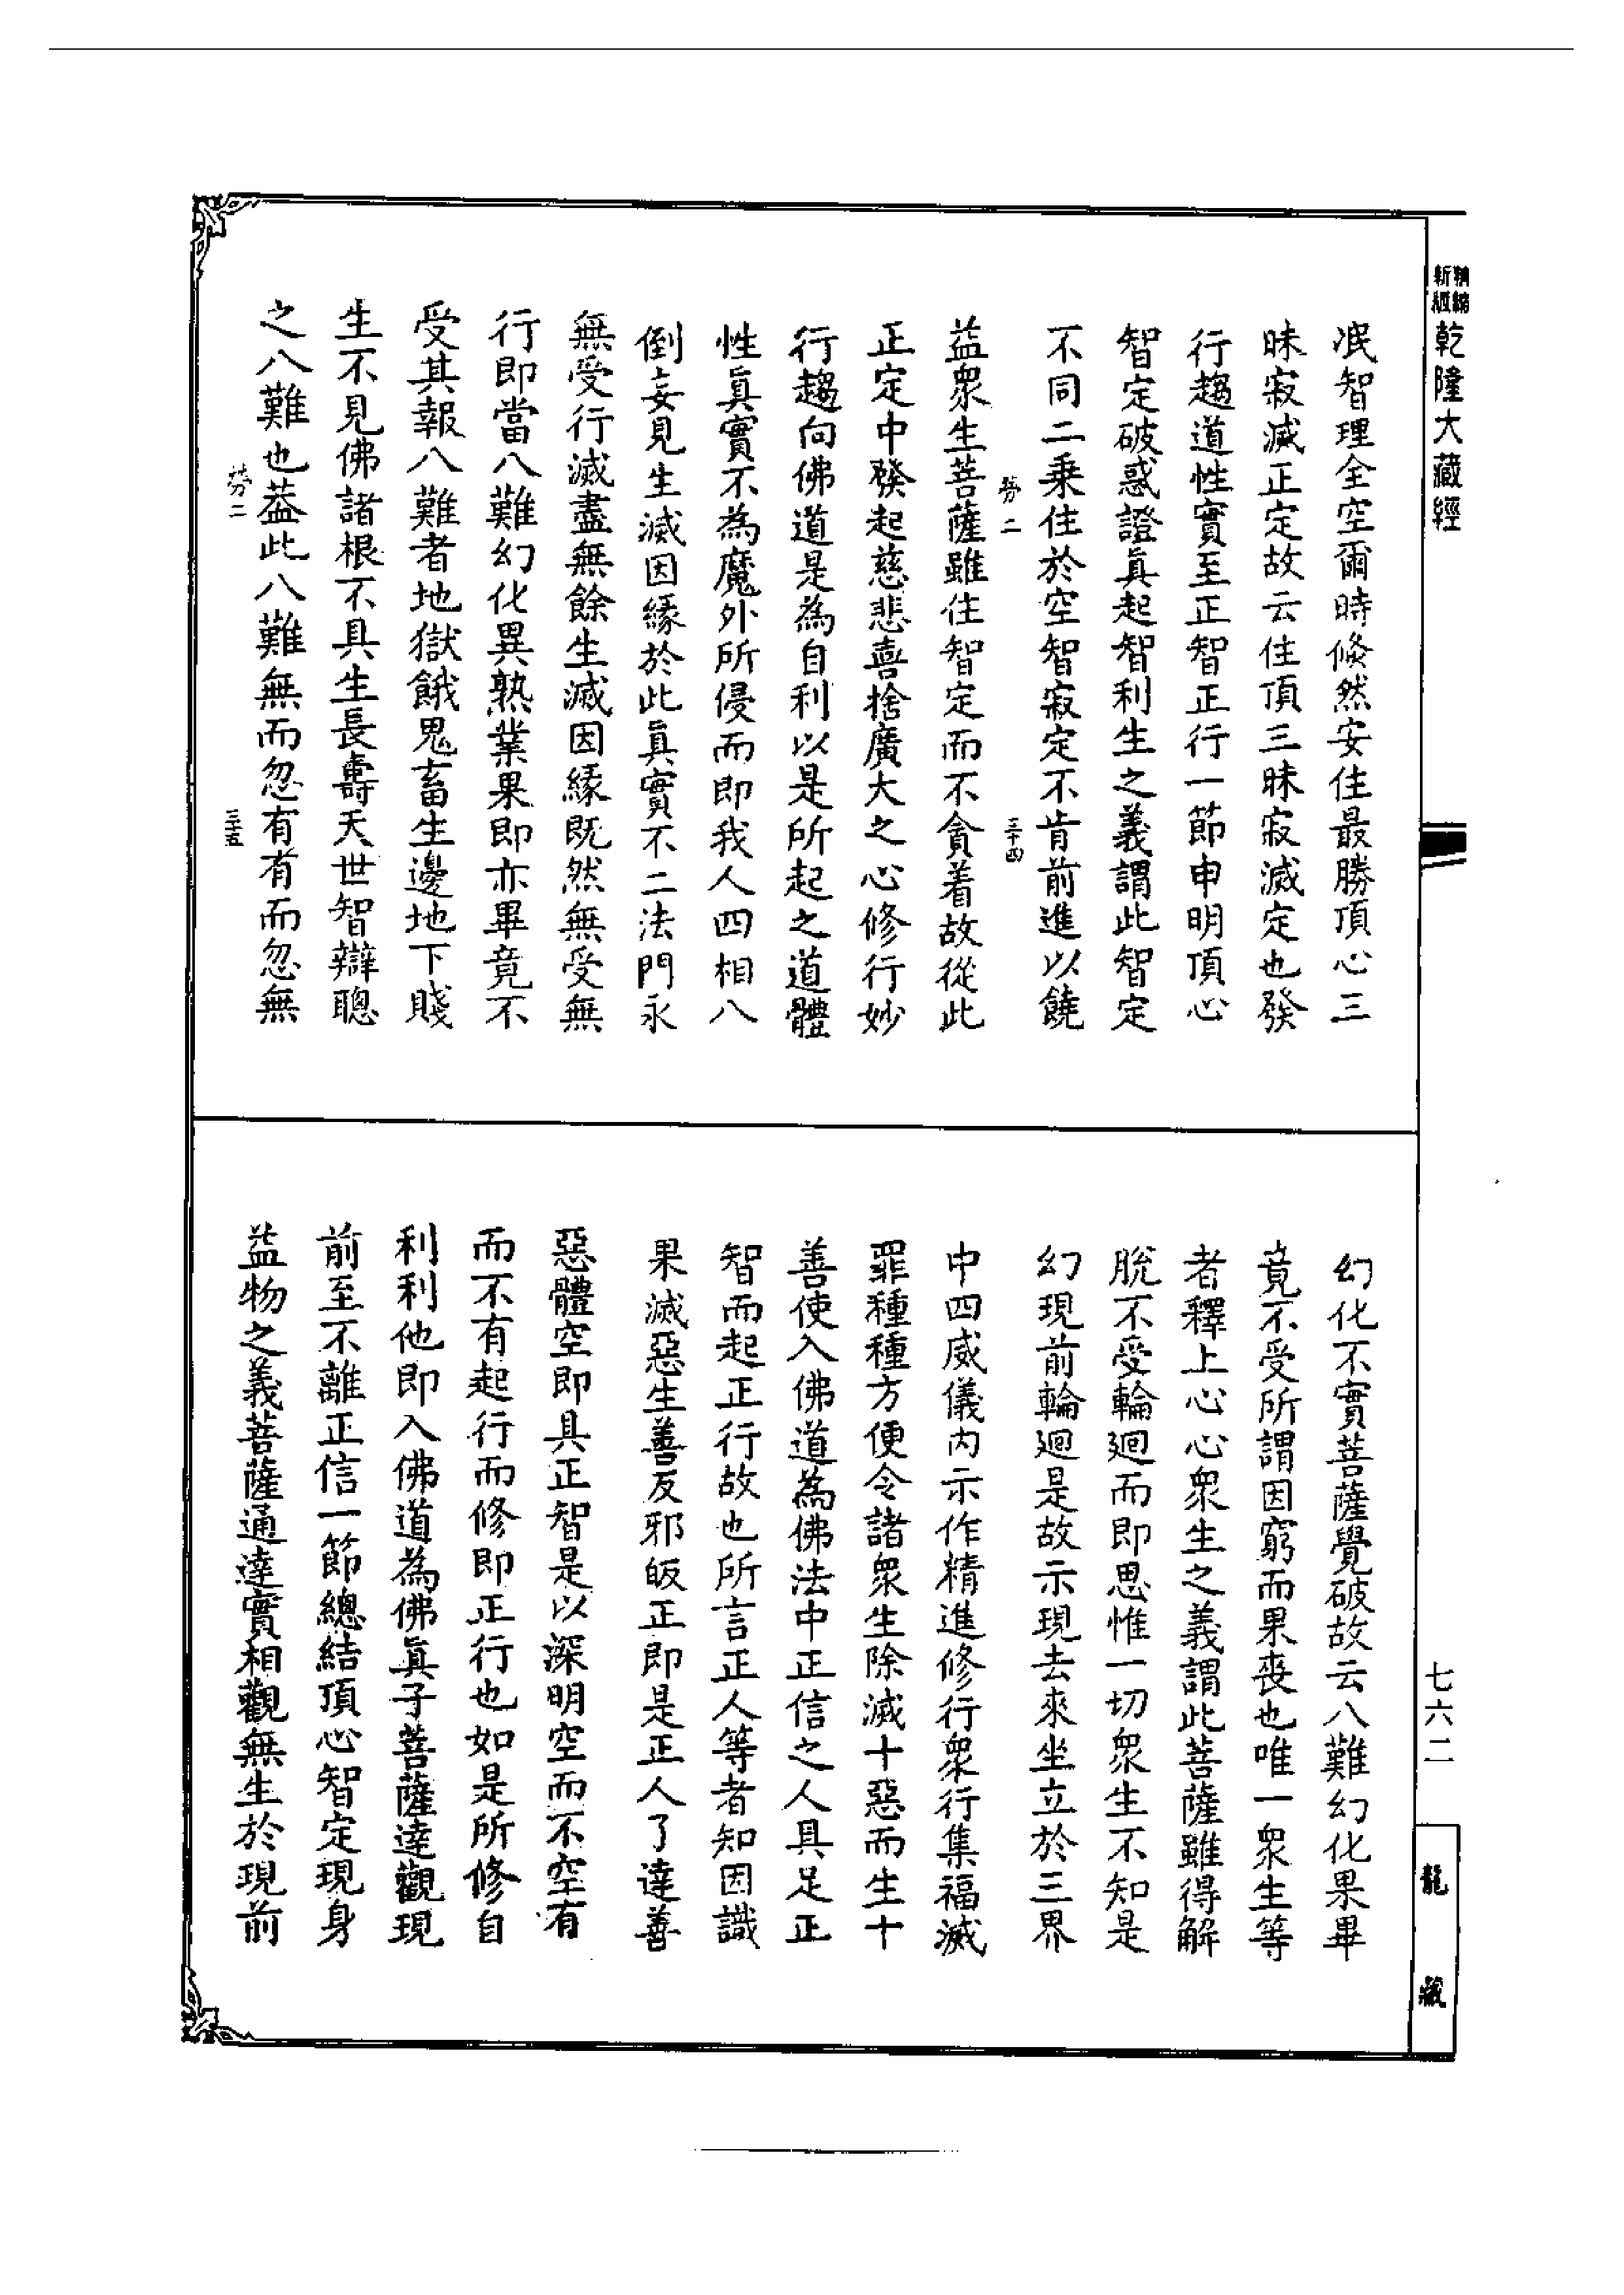 新編
縮版
乾隆大藏經
泯智理全空爾時倏然安住最勝頂心三
昧寂滅正定故云住頂三昧寂滅定也發
行趨道性實至正智正行一節申明頂心
智定破惑證眞起智利生之義謂此智定
不同二乗住於空智寂定不肯前進以饒
勞二
三十四
益衆生菩薩雖住智定而不貪着故從此
正定中發起慈悲喜捨廣大之心修行妙
行趨向佛道是為自利以是所起之道體
性眞實不為魔外所侵而即我人四相八
倒妄見生滅因緣於此眞實不二法門永
無受行滅盡無餘生滅因緣既然無受無
行即當八難幻化異熟業果即亦畢竟不
受其報八難者地獄餓鬼畜生邊地下賤
生不見佛諸根不具生長壽天世智辯聰
之八難也葢此八難無而忽有有而忽無
勞二
三十五
幻化不實菩薩覺破故云八難幻化果畢
竟不受所謂因窮而果喪也唯一衆生等
者釋上心心衆生之義謂此菩薩雖得解
脫不受輪迴而即思惟一切衆生不知是
幻現前輪迴是故示現去來坐立於三界
中四威儀內示作精進修行衆行集福滅
罪種種方便令諸衆生除滅十惡而生十
善使入佛道為佛法中正信之人具足正
智而起正行故也所言正人等者知因識
果滅惡生善反邪皈正即是正人了達善
惡體空即具正智是以深明空而不空有
而不有起行而修即正行也如是所修自
利利他即入佛道為佛眞子菩薩達觀現
前至不離正信一節總結頂心智定現身
益物之義菩薩通達實相觀無生於現前
七六二
龍藏